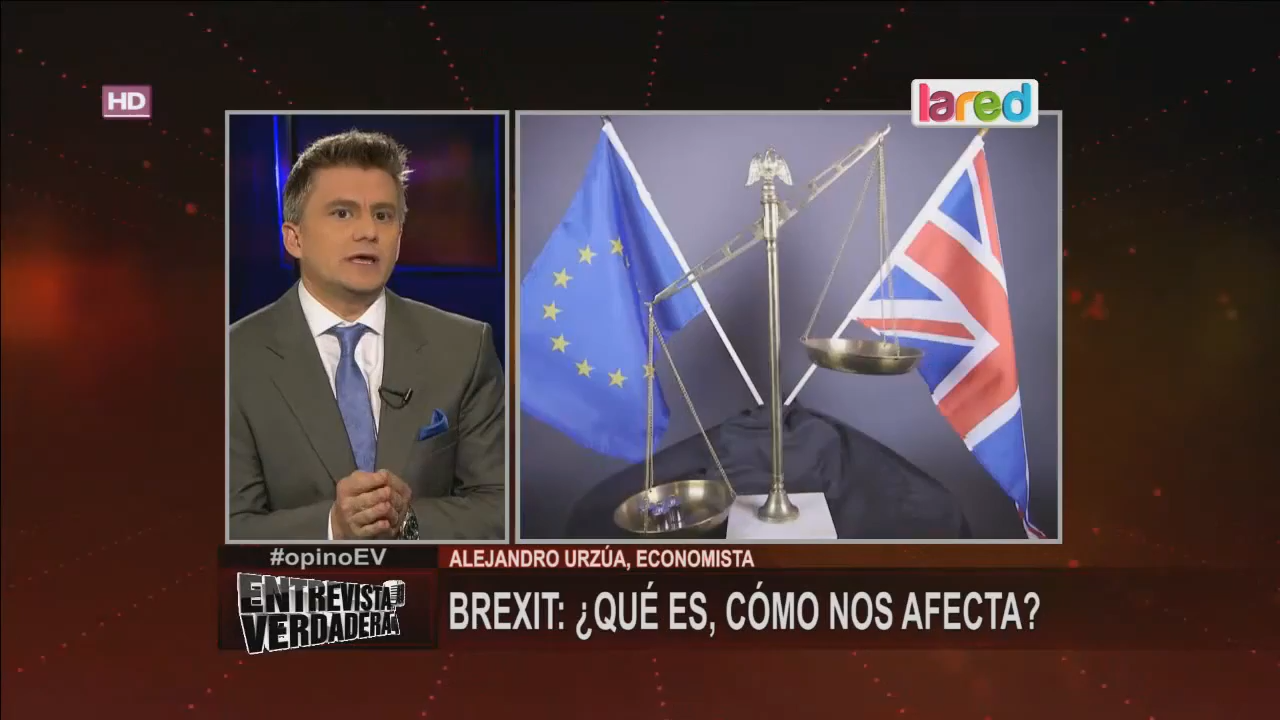 HD
lared
#opinoEV
ALEJANDRO URZÚA, ECONOMISTA
ENTREVISTA
VERDADERA
BREXIT: ¿QUÉ ES, CÓMO NOS AFECTA?